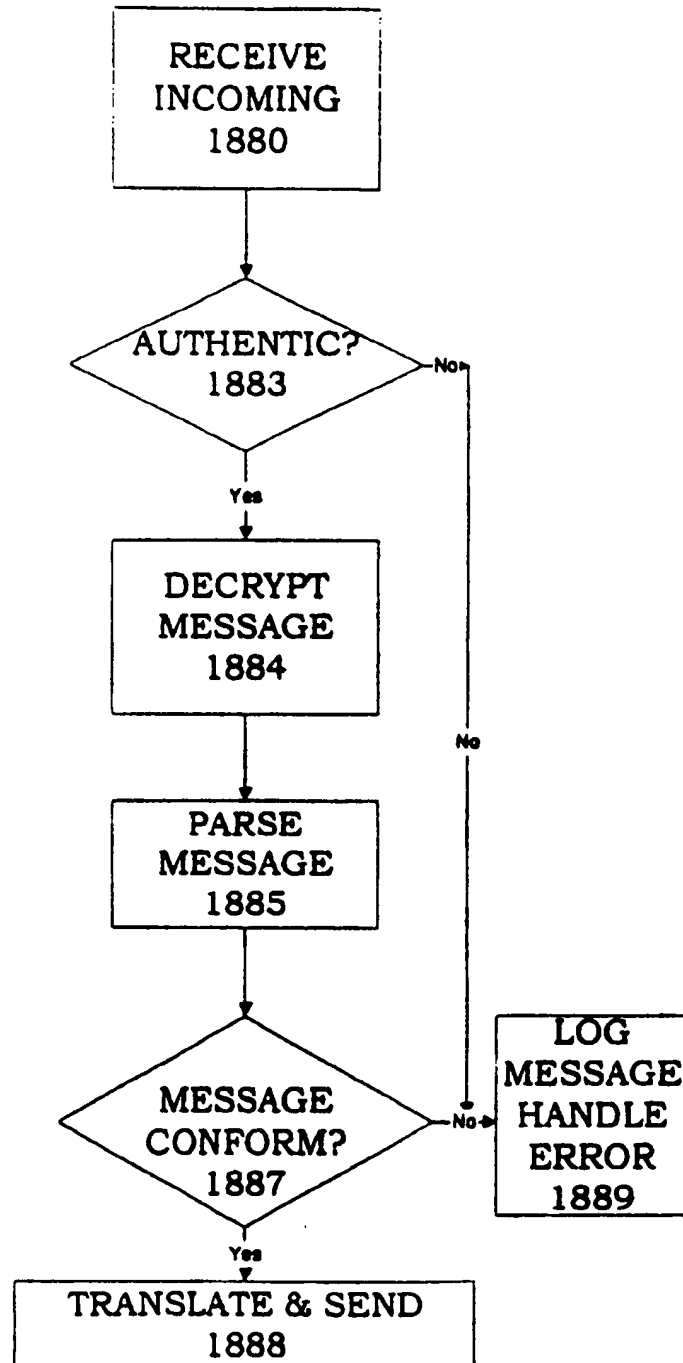 RECEIVE
INCOMING
1880
AUTHENTIC?
1883
No
Yes
DECRYPT
MESSAGE
1884
No
PARSE
MESSAGE
1885
LOG
MESSAGE
HANDLE
ERROR
1889
MESSAGE
CONFORM?
1887
No
Yes
TRANSLATE & SEND
1888